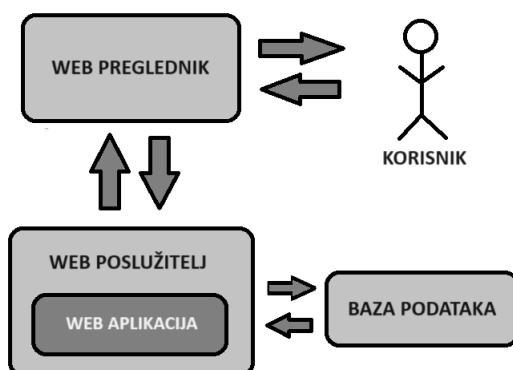 WEB PREGLEDNIK
KORISNIK
WEB POSLUŽITELJ
WEB APLIKACIJA
BAZA PODATAKA